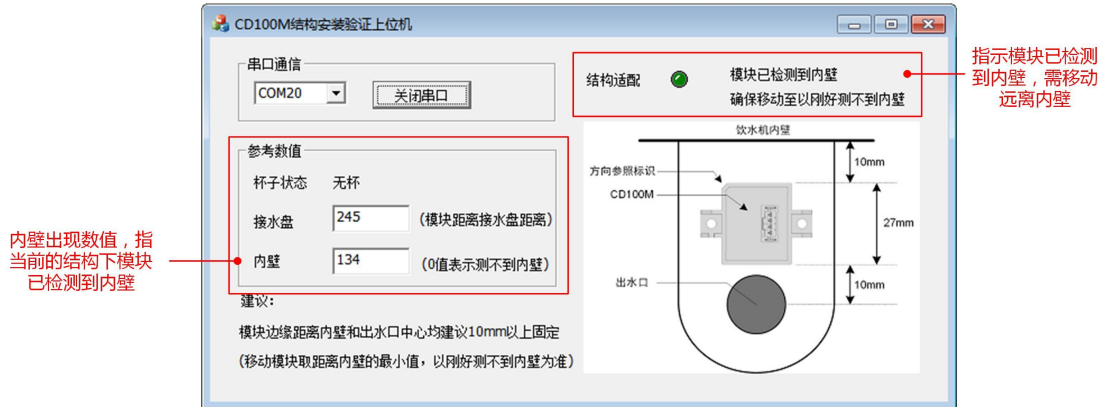 CD100M结构安装验证上位机
串口通信
COM20
关闭串口
结构适配
模块已检测到内壁
确保移动至以刚好测不到内壁
指示模块已检测
到内壁，需移动
远离内壁
参考数值
杯子状态 无杯
接水盘 245 (模块距离接水盘距离)
内壁 134 (0值表示测不到内壁)
内壁出现数值，指
当前的结构下模块
已检测到内壁
建议:
模块边缘距离内壁和出水口中心均建议10mm以上固定
(移动模块取距离内壁的最小值，以刚好测不到内壁为准)
饮水机内壁
10mm
方向参照标识
CD100M
27mm
出水口
10mm